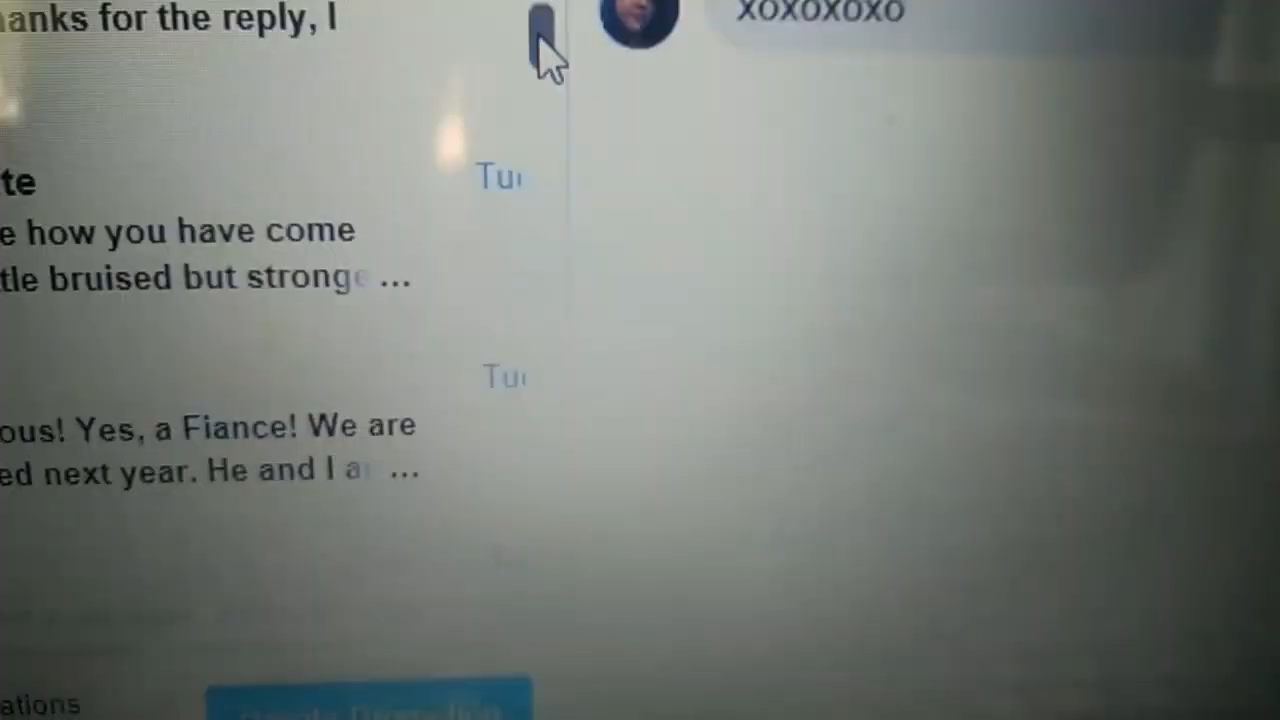 anks for the reply, I
xoxoxoxo
te
Tu
e how you have come
tle bruised but stronge ...
Tu
ous! Yes, a Fiance! We are
ed next year. He and I a ...
ations